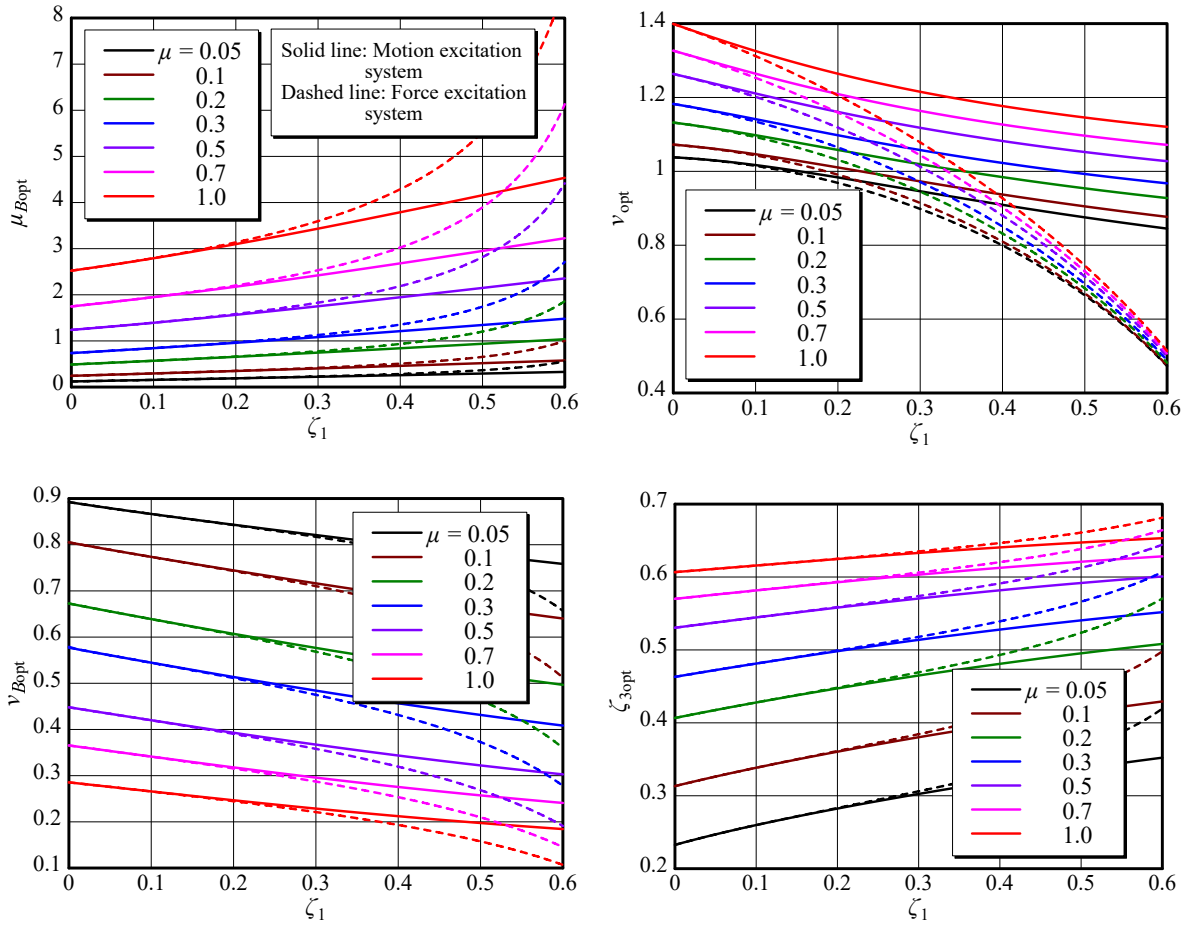 8
7
6
5
4
3
2
1
0
μBopt
μ = 0.05
0.1
0.2
0.3
0.5
0.7
1.0
Solid line: Motion excitation
system
Dashed line: Force excitation
system
0 0.1 0.2 0.3 0.4 0.5 0.6
ζ1
1.4
1.2
1
0.8
0.6
0.4
νopt
μ = 0.05
0.1
0.2
0.3
0.5
0.7
1.0
0 0.1 0.2 0.3 0.4 0.5 0.6
ζ1
0.9
0.8
0.7
0.6
0.5
0.4
0.3
0.2
0.1
νBopt
μ = 0.05
0.1
0.2
0.3
0.5
0.7
1.0
0 0.1 0.2 0.3 0.4 0.5 0.6
ζ1
0.7
0.6
0.5
0.4
0.3
0.2
ζ3opt
μ = 0.05
0.1
0.2
0.3
0.5
0.7
1.0
0 0.1 0.2 0.3 0.4 0.5 0.6
ζ1